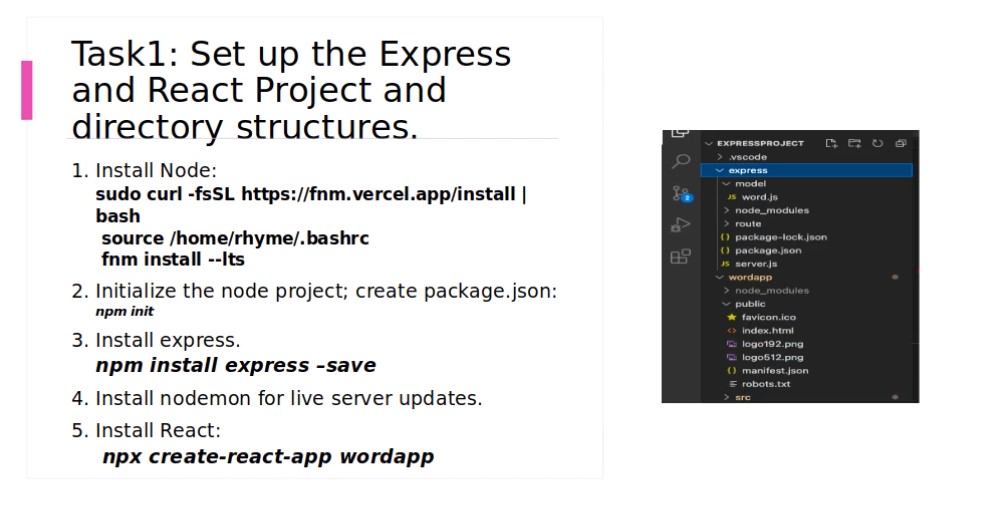 Task1: Set up the Express
and React Project and
directory structures.
1. Install Node:
sudo curl -fsSL https://fnm.vercel.app/install |
bash
source /home/rhyme/.bashrc
fnm install --lts
2. Initialize the node project; create package.json:
npm init
3. Install express.
npm install express –save
4. Install nodemon for live server updates.
5. Install React:
npx create-react-app wordapp
EXPRESSPROJECT
.vscode
express
model
JS word.js
node_modules
route
{} package-lock.json
{} package.json
JS server.js
wordapp
node_modules
public
favicon.ico
<> index.html
logo192.png
logo512.png
{} manifest.json
robots.txt
src
2